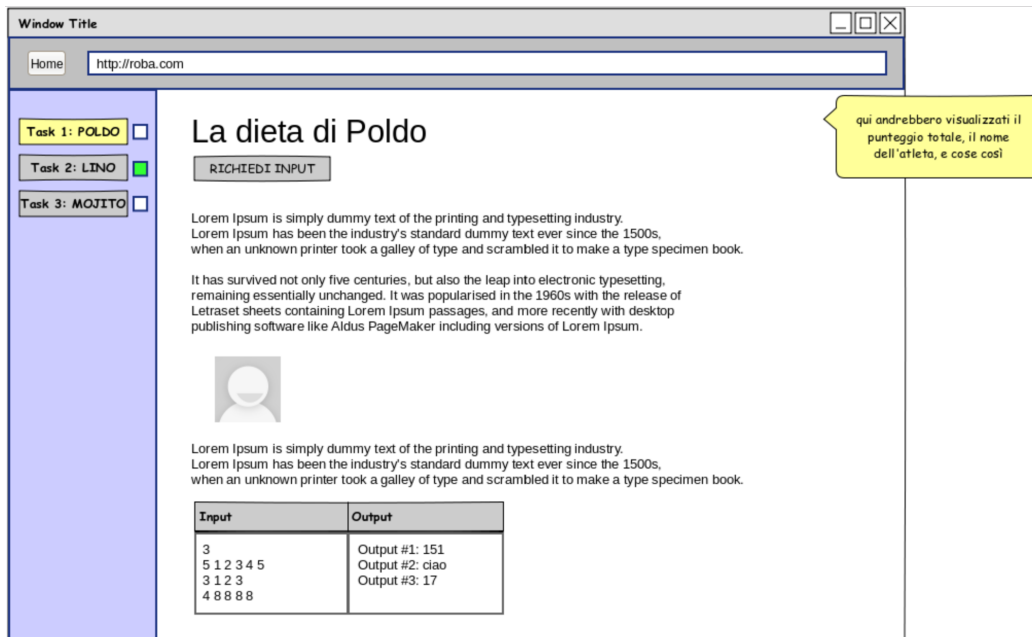 Window Title
Home
http://roba.com
Task 1: POLDO
Task 2: LINO
Task 3: MOJITO
La dieta di Poldo
RICHIEDI INPUT
qui andrebbero visualizzati il
punteggio totale, il nome
dell'atleta, e cose così
Lorem Ipsum is simply dummy text of the printing and typesetting industry.
Lorem Ipsum has been the industry's standard dummy text ever since the 1500s,
when an unknown printer took a galley of type and scrambled it to make a type specimen book.
It has survived not only five centuries, but also the leap into electronic typesetting,
remaining essentially unchanged. It was popularised in the 1960s with the release of
Letraset sheets containing Lorem Ipsum passages, and more recently with desktop
publishing software like Aldus PageMaker including versions of Lorem Ipsum.
Lorem Ipsum is simply dummy text of the printing and typesetting industry.
Lorem Ipsum has been the industry's standard dummy text ever since the 1500s,
when an unknown printer took a galley of type and scrambled it to make a type specimen book.
Input
Output
3
5 1 2 3 4 5
3 1 2 3
4 8 8 8 8
Output #1: 151
Output #2: ciao
Output #3: 17